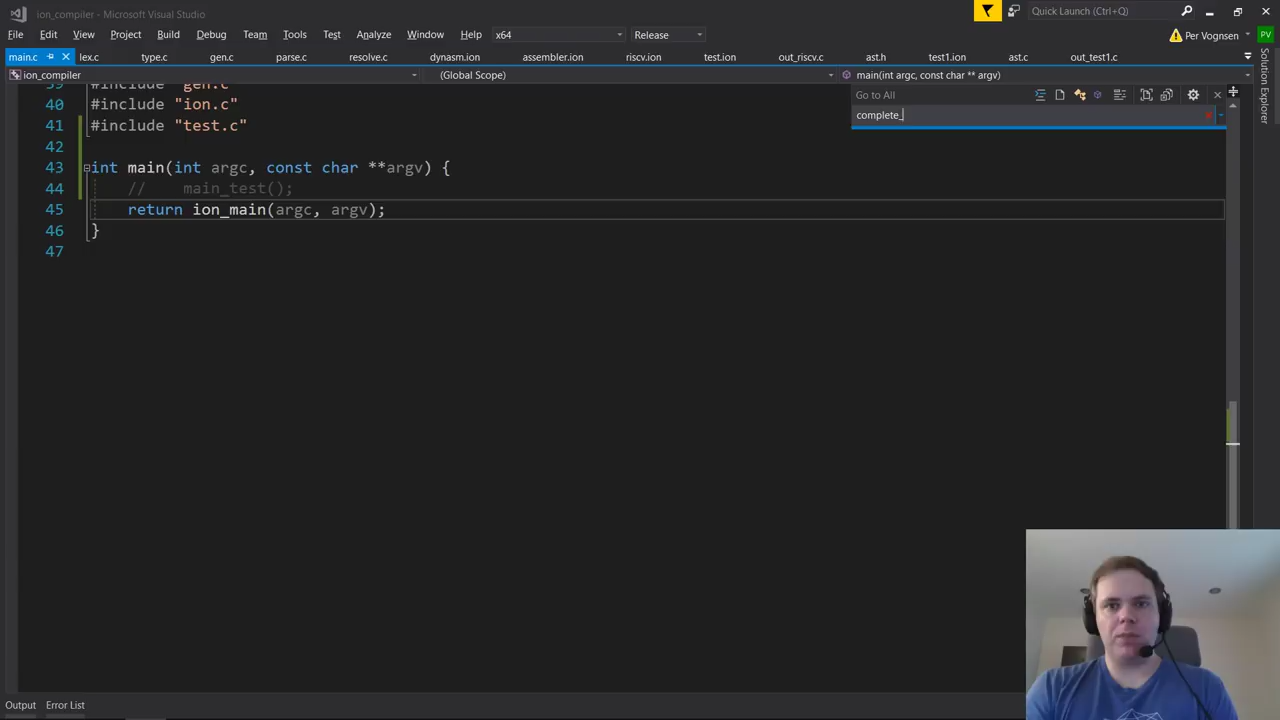 ion_compiler - Microsoft Visual Studio
Quick Launch (Ctrl+Q)
File Edit View Project Build Debug Team Tools Test Analyze Window Help x64 Release
Per Vognsen PV
main.c lex.c type.c gen.c parse.c resolve.c dynasm.ion assembler.ion riscv.ion test.ion out_riscv.c ast.h test1.ion ast.c out_test1.c
ion_compiler (Global Scope) main(int argc, const char ** argv)
Solution Explorer
Go to All
complete_
39 #include "gen.c"
40 #include "ion.c"
41 #include "test.c"
42
43 int main(int argc, const char **argv) {
44 // main_test();
45 return ion_main(argc, argv);
46 }
47
Output Error List